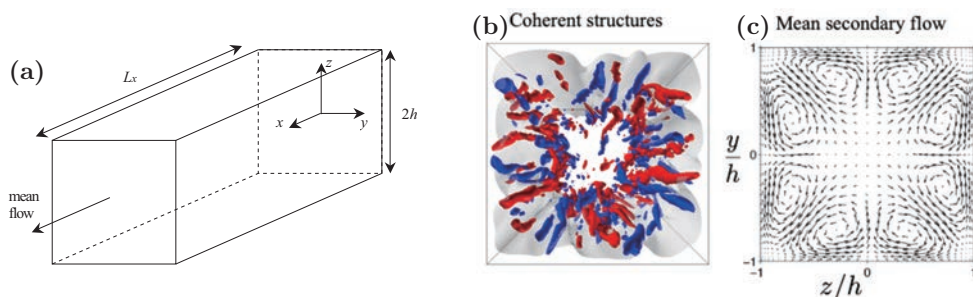 (a)
Lx
z
x
y
2h
mean
flow
(b)
Coherent structures
(c)
Mean secondary flow
1
y
h
0
-1
-1
0
1
z/h